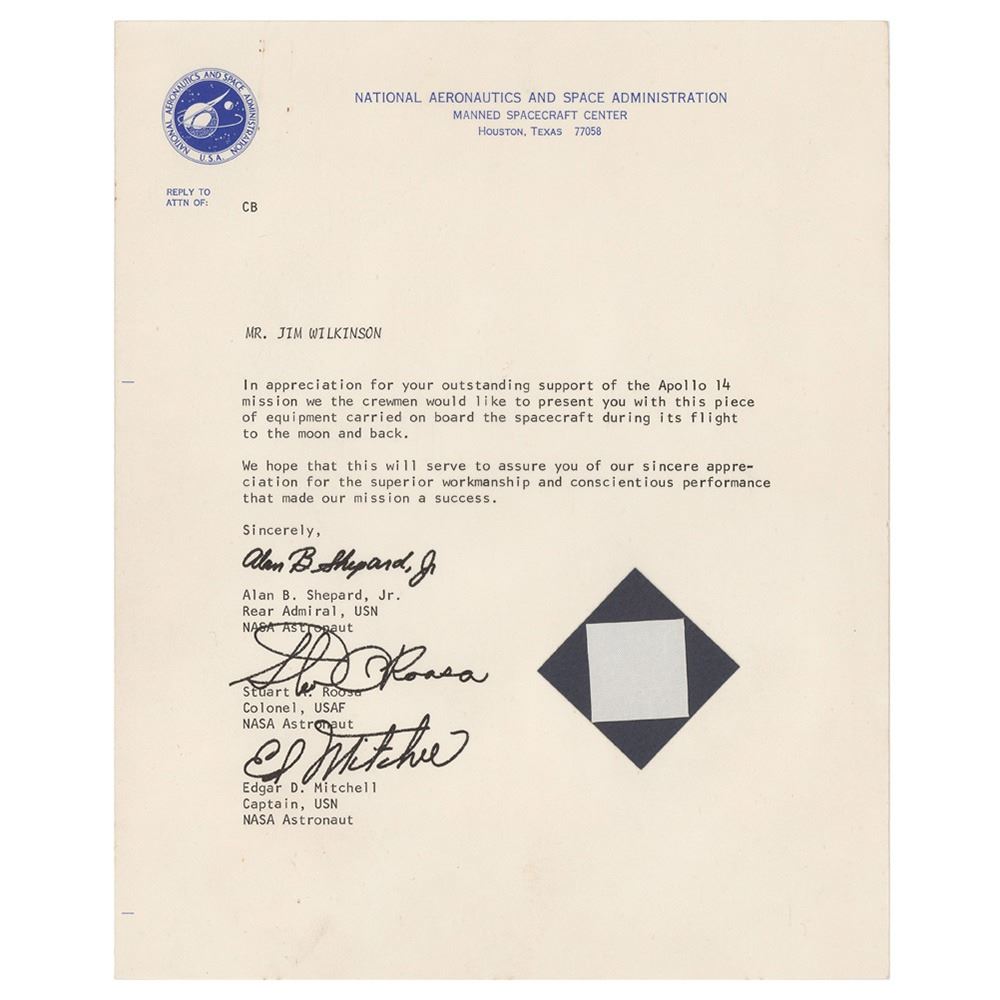 NATIONAL AERONAUTICS AND SPACE ADMINISTRATION
U.S.A.
NATIONAL AERONAUTICS AND SPACE ADMINISTRATION
MANNED SPACECRAFT CENTER
HOUSTON, TEXAS 77058
REPLY TO
ATTN OF:
CB
MR. JIM WILKINSON
In appreciation for your outstanding support of the Apollo 14
mission we the crewmen would like to present you with this piece
of equipment carried on board the spacecraft during its flight
to the moon and back.
We hope that this will serve to assure you of our sincere appre-
ciation for the superior workmanship and conscientious performance
that made our mission a success.
Sincerely,
Alan B Shepard, Jr
Alan B. Shepard, Jr.
Rear Admiral, USN
NASA Astronaut
Stu Roosa
Stuart A. Roosa
Colonel, USAF
NASA Astronaut
Ed Mitchell
Edgar D. Mitchell
Captain, USN
NASA Astronaut